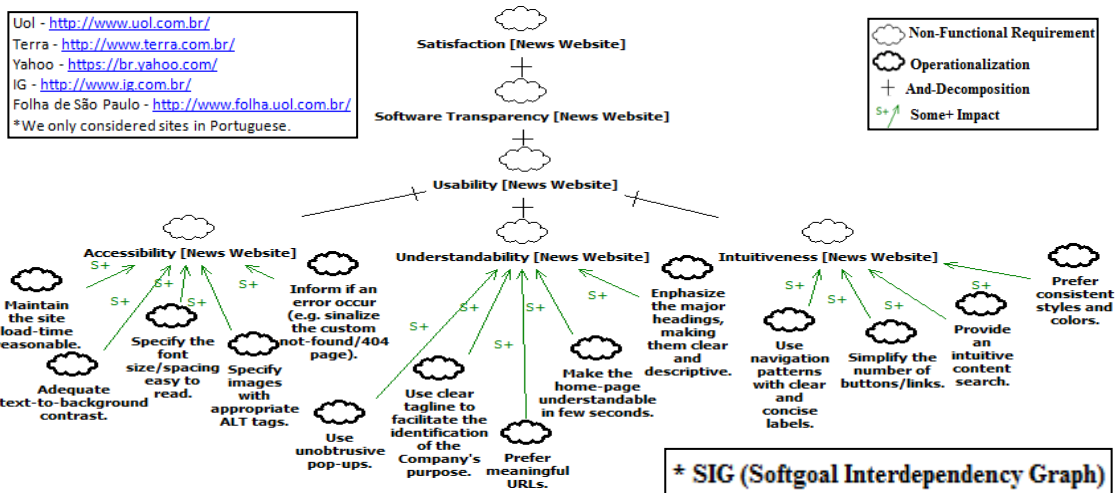 Uol - http://www.uol.com.br/
Terra - http://www.terra.com.br/
Yahoo - https://br.yahoo.com/
IG - http://www.ig.com.br/
Folha de São Paulo - http://www.folha.uol.com.br/
*We only considered sites in Portuguese.
Non-Functional Requirement
Operationalization
And-Decomposition
S+ Some+ Impact
Satisfaction [News Website]
Software Transparency [News Website]
Usability [News Website]
Accessibility [News Website]
Understandability [News Website]
Intuitiveness [News Website]
S+
S+
S+
S+
S+
Maintain
the site
load-time
reasonable.
Adequate
text-to-background
contrast.
Specify the
font
size/spacing
easy to
read.
Specify
images
with
appropriate
ALT tags.
Inform if an
error occur
(e.g. sinalize
the custom
not-found/404
page).
S+
S+
S+
S+
S+
Use
unobtrusive
pop-ups.
Use clear
tagline to
facilitate the
identification
of the
Company's
purpose.
Prefer
meaningful
URLs.
Make the
home-page
understandable
in few seconds.
Enphasize
the major
headings,
making
them clear
and
descriptive.
S+
S+
S+
S+
Use
navigation
patterns
with clear
and
concise
labels.
Simplify the
number of
buttons/links.
Provide
an
intuitive
content
search.
Prefer
consistent
styles and
colors.
* SIG (Softgoal Interdependency Graph)